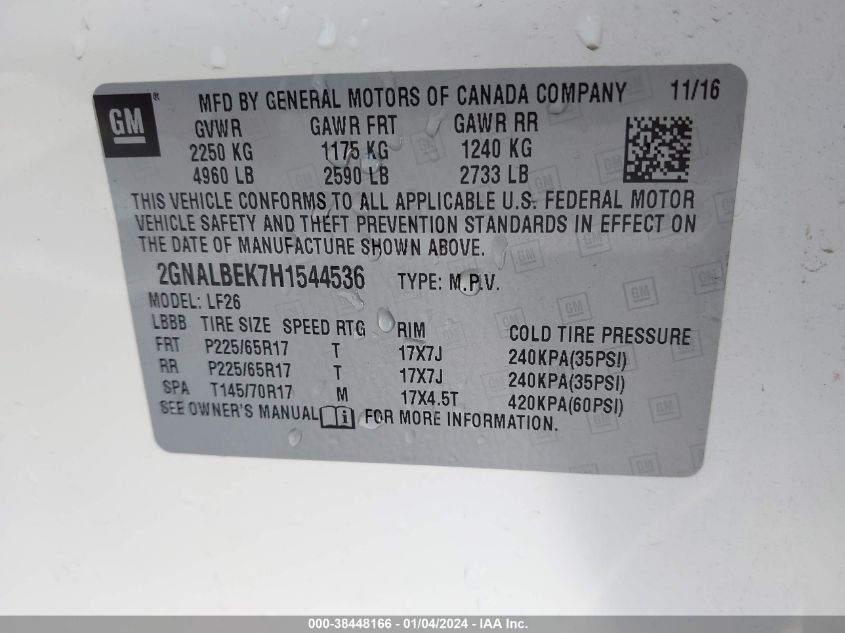 GM ® MFD BY GENERAL MOTORS OF CANADA COMPANY 11/16
GVWR GAWR FRT GAWR RR
2250 KG 1175 KG 1240 KG
4960 LB 2590 LB 2733 LB
THIS VEHICLE CONFORMS TO ALL APPLICABLE U.S. FEDERAL MOTOR
VEHICLE SAFETY AND THEFT PREVENTION STANDARDS IN EFFECT ON
THE DATE OF MANUFACTURE SHOWN ABOVE.
2GNALBEK7H1544536 TYPE: M.P.V.
MODEL: LF26
LBBB TIRE SIZE SPEED RTG RIM COLD TIRE PRESSURE
FRT P225/65R17 T 17X7J 240KPA(35PSI)
RR P225/65R17 T 17X7J 240KPA(35PSI)
SPA T145/70R17 M 17X4.5T 420KPA(60PSI)
SEE OWNER'S MANUAL i FOR MORE INFORMATION.
000-38448166 - 01/04/2024 - IAA Inc.